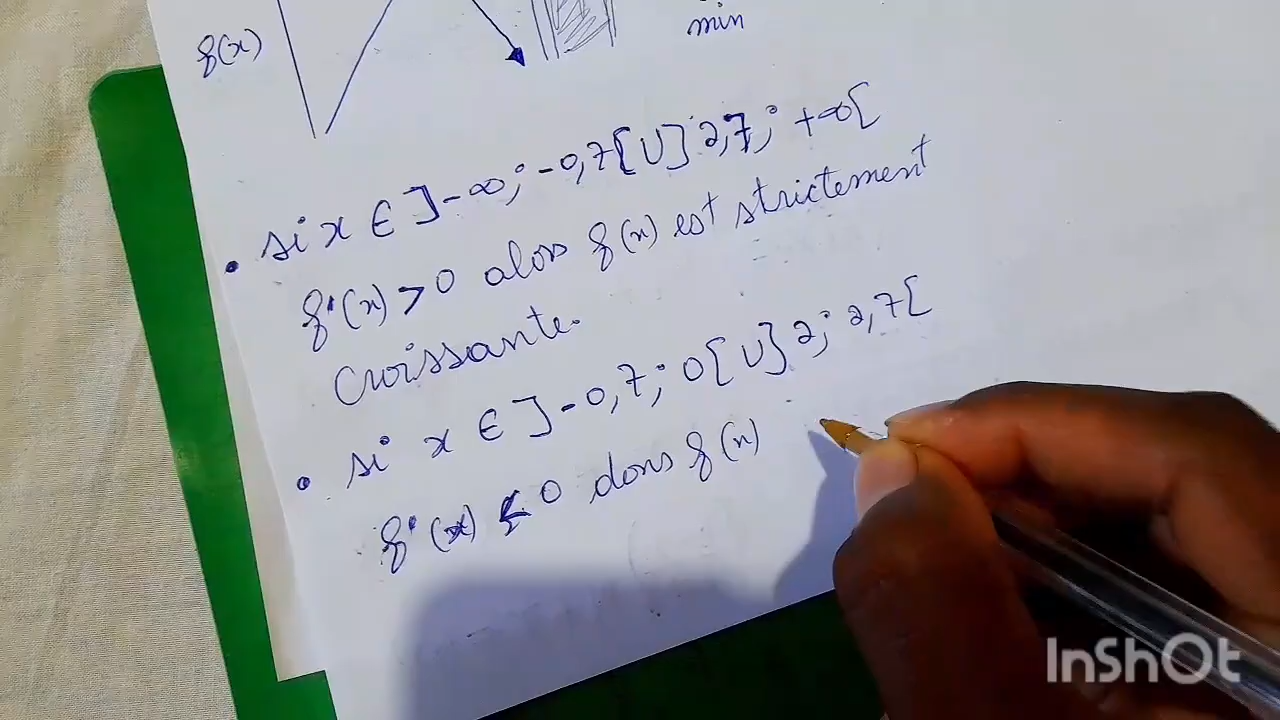 f(x)
min
• si x ∈ ]-∞; -0,7[ ∪ ]2,7; +∞[
f'(x) > 0 alors f(x) est strictement
croissante.
• si x ∈ ]-0,7; 0[ ∪ ]2; 2,7[
f'(x) < 0 dons f(x)
InShOt